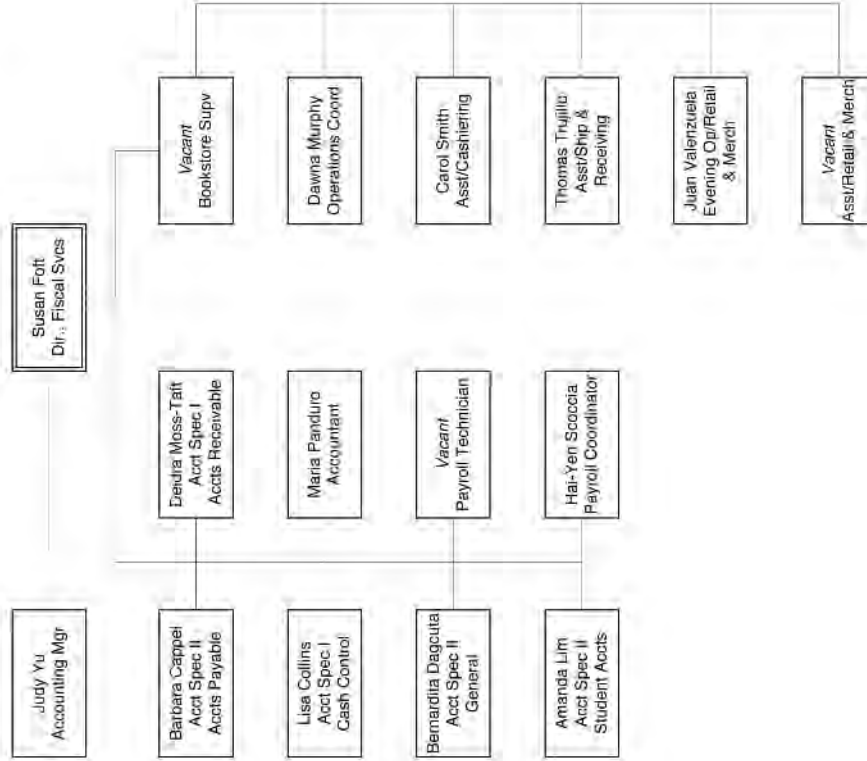 Susan Fott
Dir., Fiscal Svcs
Judy Yu
Accounting Mgr
Barbara Cappel
Acct Spec II
Accts Payable
Lisa Collins
Acct Spec I
Cash Control
Bernardita Dagcuta
Acct Spec II
General
Amanda Lim
Acct Spec II
Student Accts
Deidra Moss-Taft
Acct Spec I
Accts Receivable
Maria Panduro
Accountant
Vacant
Payroll Technician
Hai-Yen Scoccia
Payroll Coordinator
Vacant
Bookstore Supv
Dawna Murphy
Operations Coord
Carol Smith
Asst/Cashiering
Thomas Trujillo
Asst/Ship &
Receiving
Juan Valenzuela
Evening Op/Retail
& Merch
Vacant
Asst/Retail & Merch